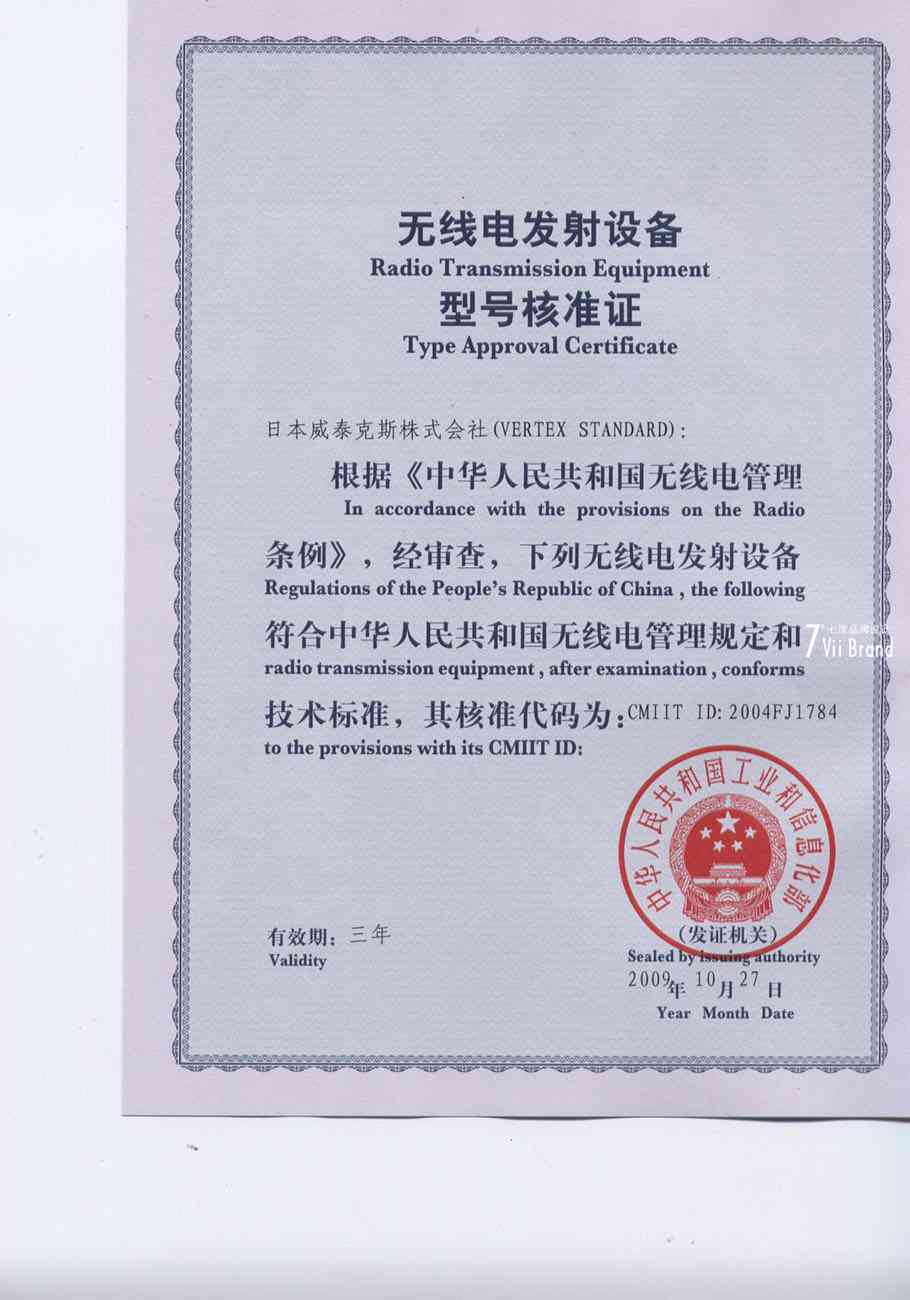 无线电发射设备
Radio Transmission Equipment
型号核准证
Type Approval Certificate
日本威泰克斯株式会社(VERTEX STANDARD):
根据《中华人民共和国无线电管理
In accordance with the provisions on the Radio
条例》，经审查，下列无线电发射设备
Regulations of the People's Republic of China , the following
符合中华人民共和国无线电管理规定和
7° Vii Brand
radio transmission equipment , after examination , conforms
技术标准，其核准代码为：CMIIT ID:2004FJ1784
to the provisions with its CMIIT ID:
中华人民共和国工业和信息化部
有效期：三年
Validity
（发证机关）
Sealed by issuing authority
2009年 10月27日
Year Month Date